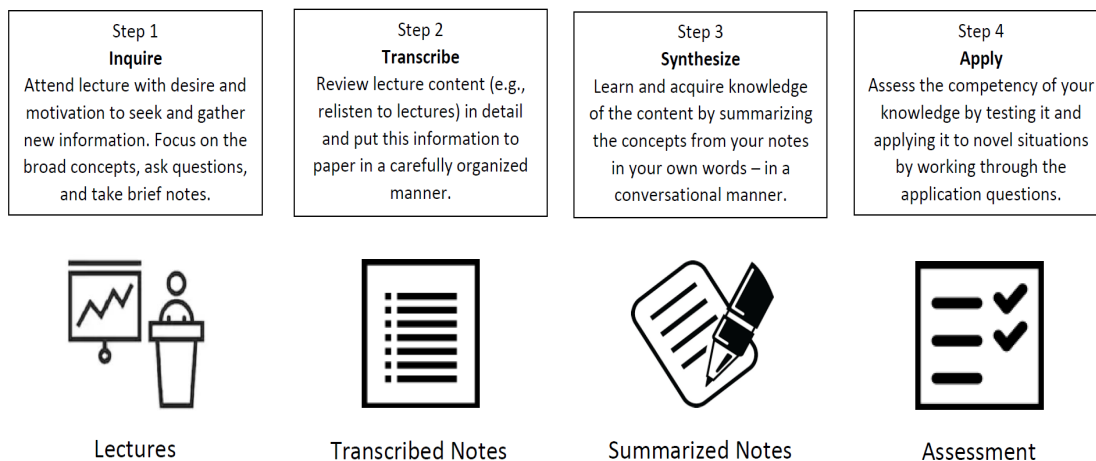 Step 1
Inquire
Attend lecture with desire and
motivation to seek and gather
new information. Focus on the
broad concepts, ask questions,
and take brief notes.
Step 2
Transcribe
Review lecture content (e.g.,
relisten to lectures) in detail
and put this information to
paper in a carefully organized
manner.
Step 3
Synthesize
Learn and acquire knowledge
of the content by summarizing
the concepts from your notes
in your own words – in a
conversational manner.
Step 4
Apply
Assess the competency of your
knowledge by testing it and
applying it to novel situations
by working through the
application questions.
Lectures
Transcribed Notes
Summarized Notes
Assessment